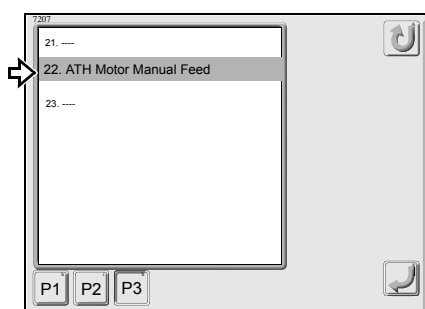 7207
21. ----
22. ATH Motor Manual Feed
23. ----
P1 P2 P3